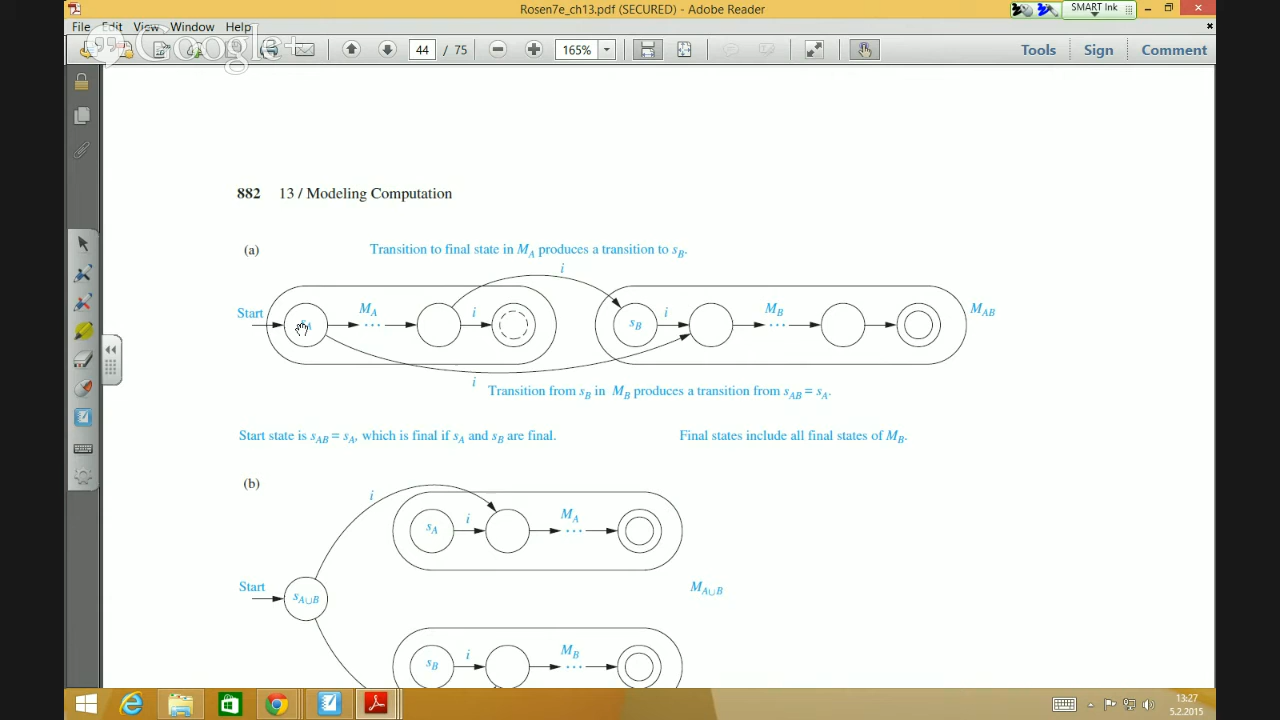 Rosen7e_ch13.pdf (SECURED) - Adobe Reader
SMART Ink
File Edit View Window Help
Google+
44 / 75
165%
Tools Sign Comment
882 13 / Modeling Computation
(a)
Transition to final state in M_A produces a transition to s_B.
i
Start
s_A
M_A
...
i
s_B
i
M_B
...
M_AB
i
Transition from s_B in M_B produces a transition from s_AB = s_A.
Start state is s_AB = s_A, which is final if s_A and s_B are final.
Final states include all final states of M_B.
(b)
i
s_A
i
M_A
...
Start
s_A∪B
M_A∪B
s_B
i
M_B
...
13:27
5.2.2015